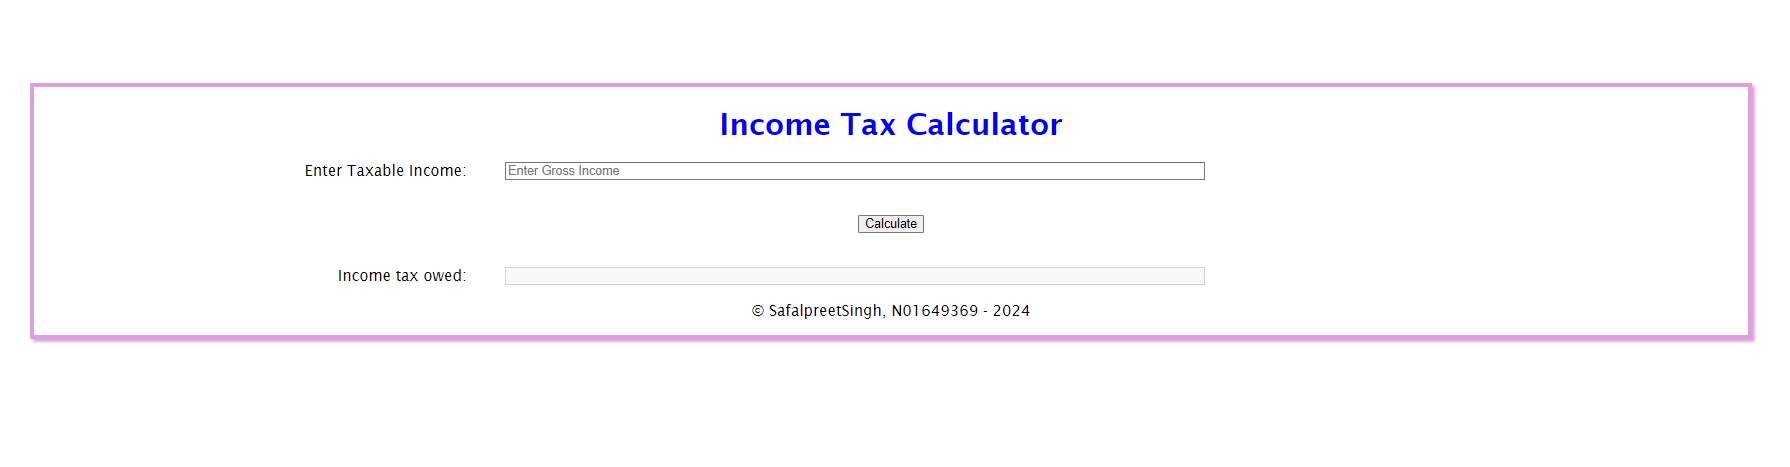 Income Tax Calculator
Enter Taxable Income: Enter Gross Income
Calculate
Income tax owed:
© SafalpreetSingh, N01649369 - 2024